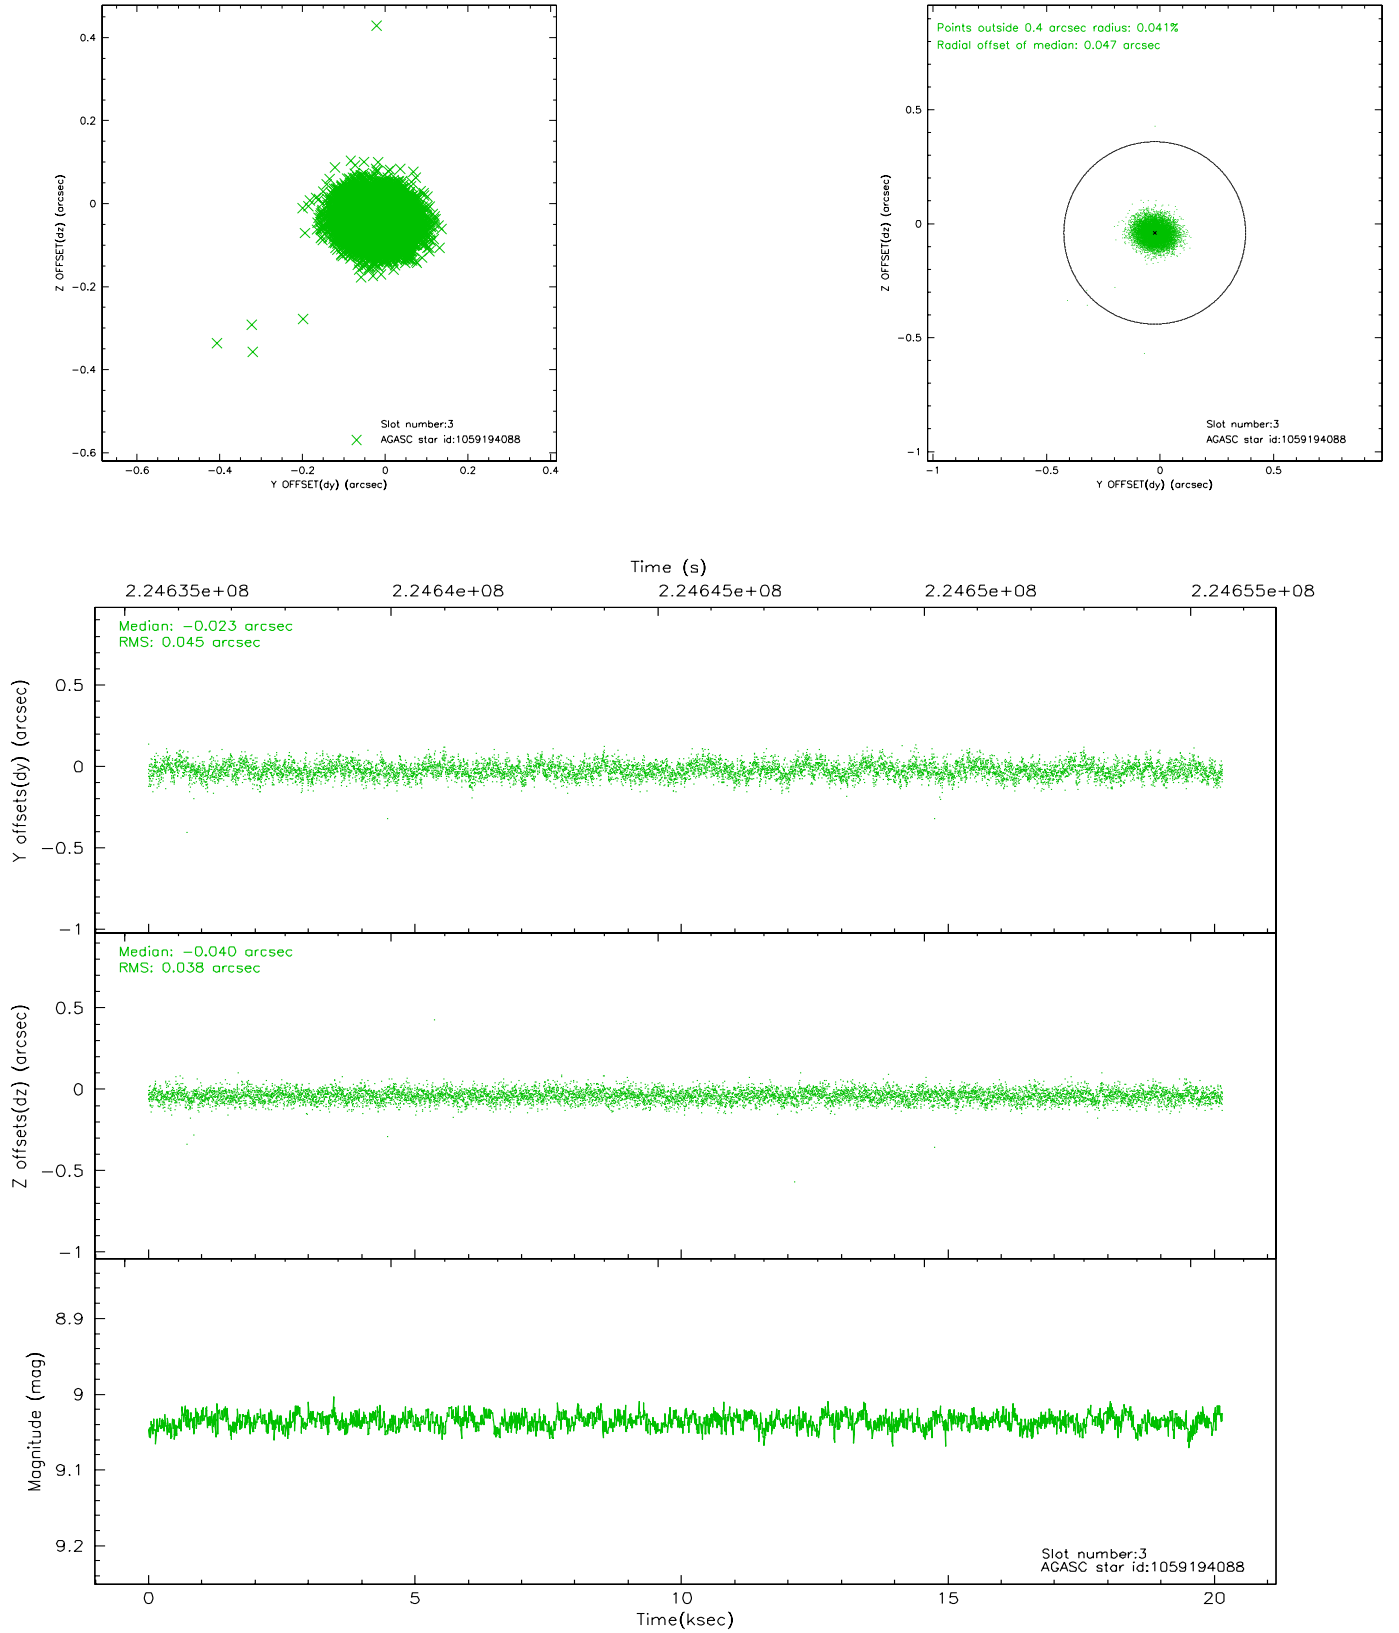 0.4
0.2
0
−0.2
−0.4
−0.6
Z OFFSET(dz) (arcsec)
Slot number:3
AGASC star id:1059194088
−0.6 −0.4 −0.2 0 0.2 0.4
Y OFFSET(dy) (arcsec)
Points outside 0.4 arcsec radius: 0.041%
Radial offset of median: 0.047 arcsec
0.5
0
−0.5
−1
Z OFFSET(dz) (arcsec)
Slot number:3
AGASC star id:1059194088
−1 −0.5 0 0.5
Y OFFSET(dy) (arcsec)
Time (s)
2.24635e+08 2.2464e+08 2.24645e+08 2.2465e+08 2.24655e+08
Median: −0.023 arcsec
RMS: 0.045 arcsec
0.5
0
−0.5
−1
Y offsets(dy) (arcsec)
Median: −0.040 arcsec
RMS: 0.038 arcsec
0.5
0
−0.5
−1
Z offsets(dz) (arcsec)
8.9
9
9.1
9.2
Magnitude (mag)
Slot number:3
AGASC star id:1059194088
0 5 10 15 20
Time(ksec)